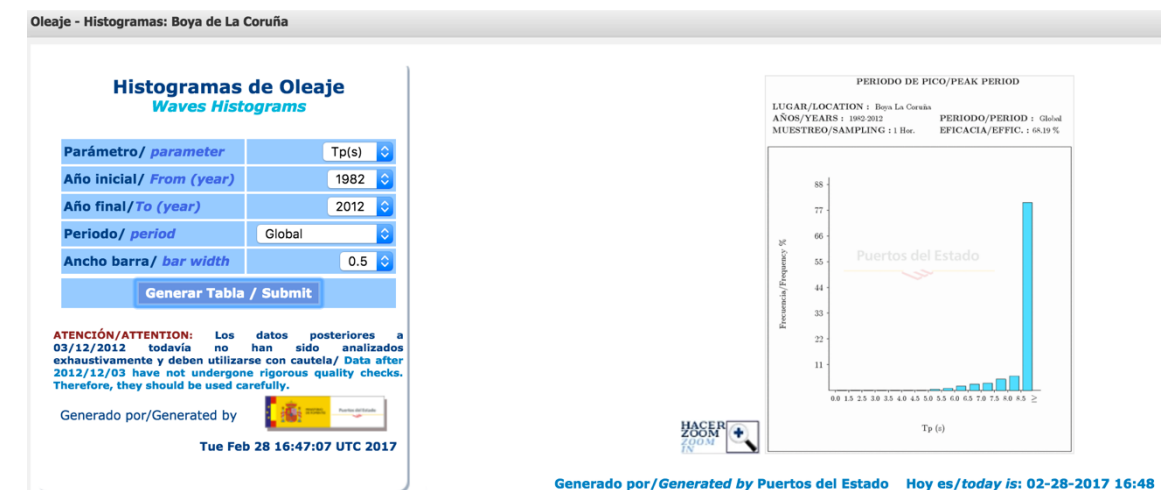 Oleaje - Histogramas: Boya de La Coruña
Histogramas de Oleaje
Waves Histograms
Parámetro/ parameter Tp(s)
Año inicial/ From (year) 1982
Año final/To (year) 2012
Periodo/ period Global
Ancho barra/ bar width 0.5
Generar Tabla / Submit
ATENCIÓN/ATTENTION: Los datos posteriores a
03/12/2012 todavía no han sido analizados
exhaustivamente y deben utilizarse con cautela/ Data after
2012/12/03 have not undergone rigorous quality checks.
Therefore, they should be used carefully.
Generado por/Generated by
Tue Feb 28 16:47:07 UTC 2017
PERIODO DE PICO/PEAK PERIOD
LUGAR/LOCATION : Boya La Coruña
AÑOS/YEARS : 1982-2012 PERIODO/PERIOD : Global
MUESTREO/SAMPLING : 1 Hor. EFICACIA/EFFIC. : 68.19 %
Frecuencia/Frequency %
88
77
66
55
44
33
22
11
Puertos del Estado
0.0 1.5 2.5 3.0 3.5 4.0 4.5 5.0 5.5 6.0 6.5 7.0 7.5 8.0 8.5
Tp (s)
HACER
ZOOM
ZOOM
IN
Generado por/Generated by Puertos del Estado Hoy es/today is: 02-28-2017 16:48